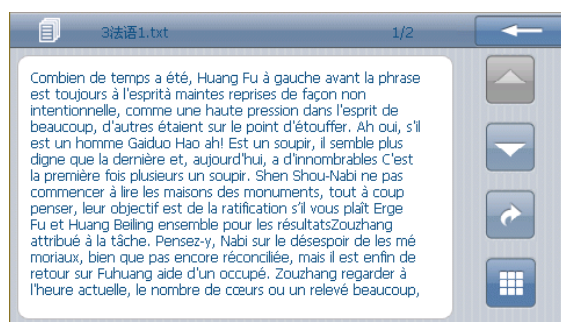 3法语1.txt 1/2
Combien de temps a été, Huang Fu à gauche avant la phrase
est toujours à l'esprità maintes reprises de façon non
intentionnelle, comme une haute pression dans l'esprit de
beaucoup, d'autres étaient sur le point d'étouffer. Ah oui, s'il
est un homme Gaiduo Hao ah! Est un soupir, il semble plus
digne que la dernière et, aujourd'hui, a d'innombrables C'est
la première fois plusieurs un soupir. Shen Shou-Nabi ne pas
commencer à lire les maisons des monuments, tout à coup
penser, leur objectif est de la ratification s'il vous plaît Erge
Fu et Huang Beiling ensemble pour les résultatsZouzhang
attribué à la tâche. Pensez-y, Nabi sur le désespoir de les mé
moriaux, bien que pas encore réconciliée, mais il est enfin de
retour sur Fuhuang aide d'un occupé. Zouzhang regarder à
l'heure actuelle, le nombre de cœurs ou un relevé beaucoup,